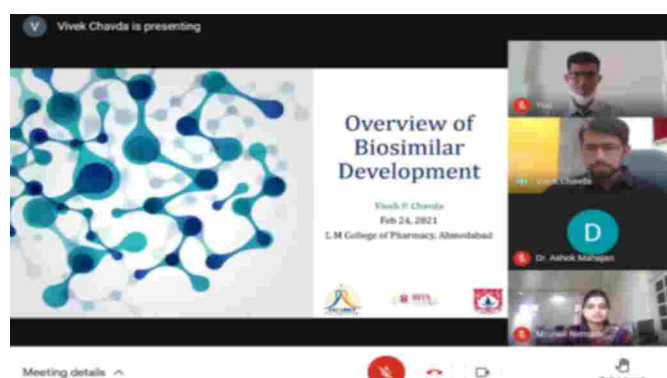 V
Vivek Chavda is presenting
Overview of
Biosimilar
Development
Vivek P. Chavda
Feb 24, 2021
L M College of Pharmacy, Ahmedabad
You
Vivek Chavda
D
Dr. Ashok Mahajan
Meeting details